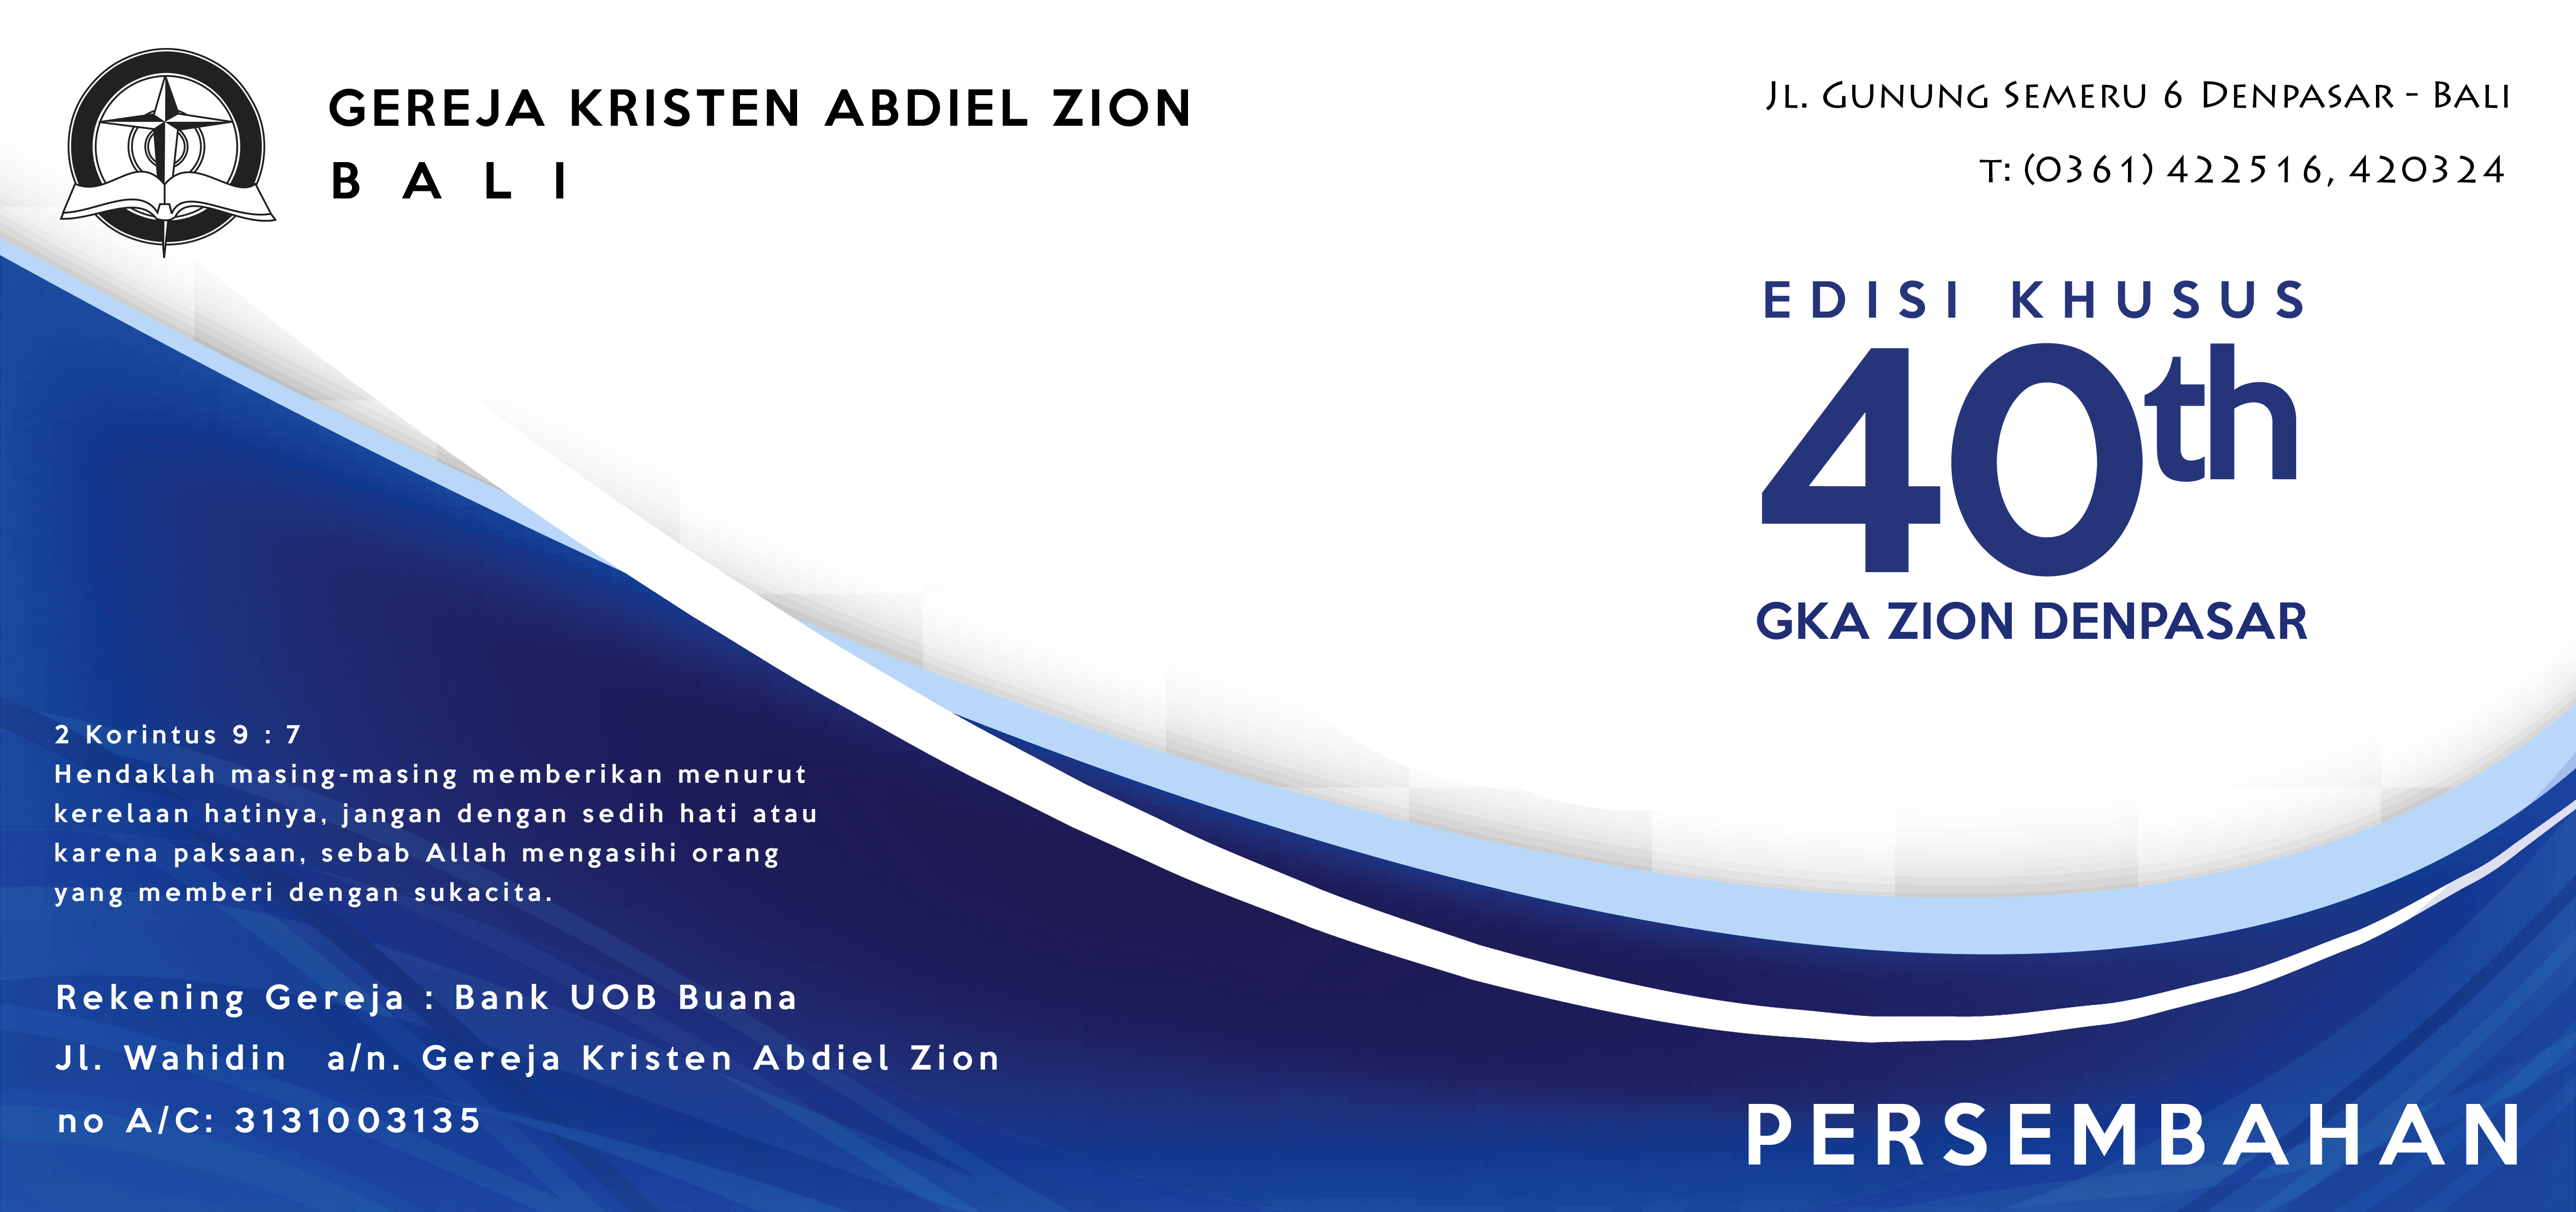 GEREJA KRISTEN ABDIEL ZION
BALI
JL. GUNUNG SEMERU 6 DENPASAR - BALI
T: (0361) 422516, 420324
EDISI KHUSUS
40th
GKA ZION DENPASAR
2 Korintus 9 : 7
Hendaklah masing-masing memberikan menurut
kerelaan hatinya, jangan dengan sedih hati atau
karena paksaan, sebab Allah mengasihi orang
yang memberi dengan sukacita.
Rekening Gereja : Bank UOB Buana
Jl. Wahidin a/n. Gereja Kristen Abdiel Zion
no A/C: 3131003135
PERSEMBAHAN